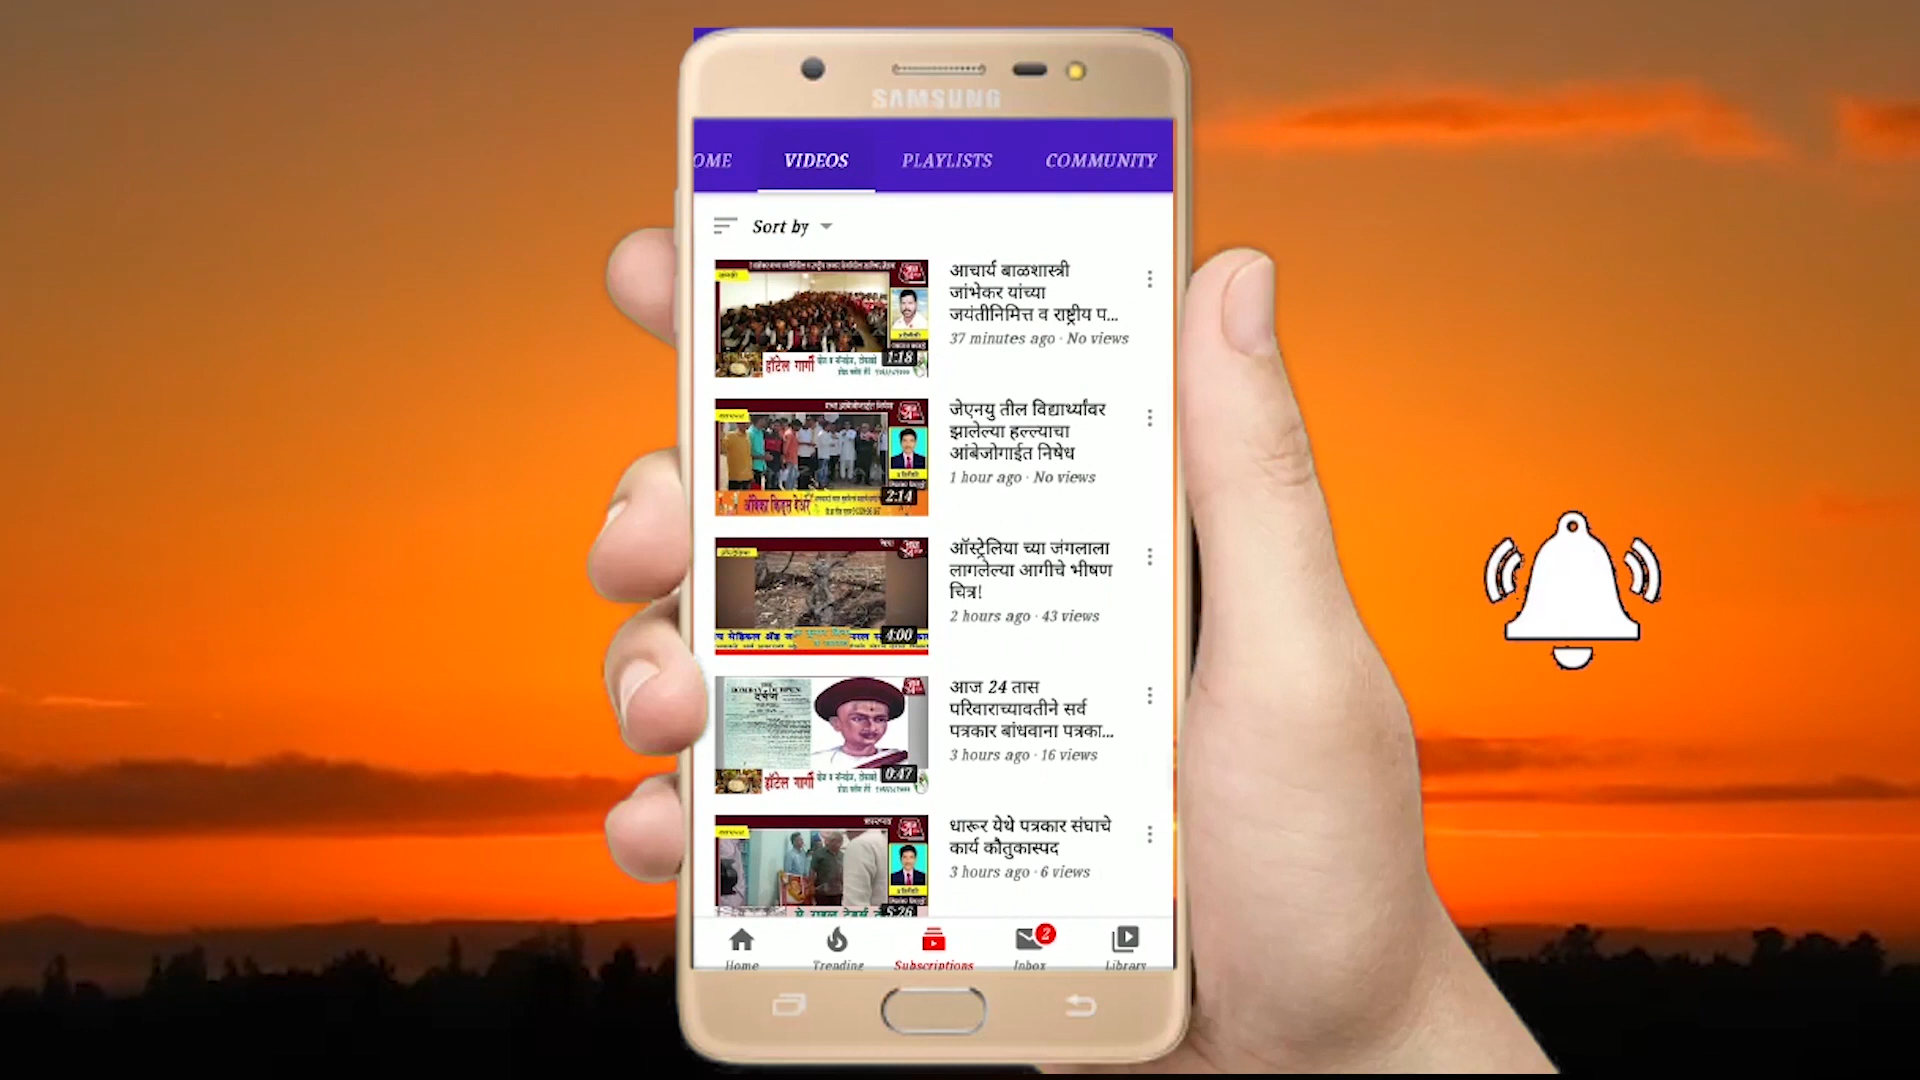 SAMSUNG
OME VIDEOS PLAYLISTS COMMUNITY
Sort by
आचार्य बाळशास्त्री
जांभेकर यांच्या
जयंतीनिमित्त व राष्ट्रीय प...
37 minutes ago · No views
1:18
हॉटेल गार्गी
जेएनयु तील विद्यार्थ्यांवर
झालेल्या हल्ल्याचा
आंबेजोगाईत निषेध
1 hour ago · No views
2:14
ऑस्ट्रेलिया च्या जंगलाला
लागलेल्या आगीचे भीषण
चित्र!
2 hours ago · 43 views
4:00
आज 24 तास
परिवाराच्यावतीने सर्व
पत्रकार बांधवाना पत्रका...
3 hours ago · 16 views
0:47
हॉटेल गार्गी
धारूर येथे पत्रकार संघाचे
कार्य कौतुकास्पद
3 hours ago · 6 views
5:26
2
Home Trending Subscriptions Inbox Library